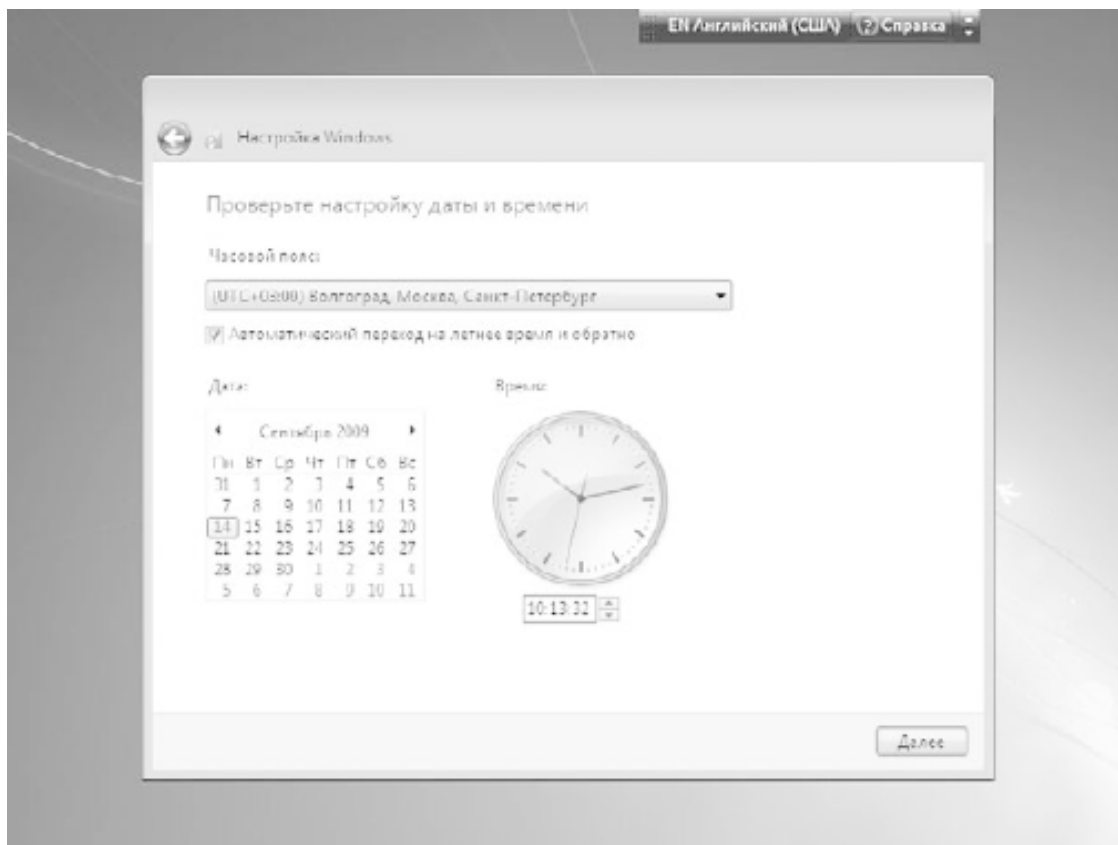 EN Английский (США) Справка
Настройка Windows
Проверьте настройку даты и времени
Часовой пояс:
(UTC+03:00) Волгоград, Москва, Санкт-Петербург
Автоматический переход на летнее время и обратно
Дата: Время:
Сентябрь 2009
Пн Вт Ср Чт Пт Сб Вс
31 1 2 3 4 5 6
7 8 9 10 11 12 13
14 15 16 17 18 19 20
21 22 23 24 25 26 27
28 29 30 1 2 3 4
5 6 7 8 9 10 11
10:13:32
Далее